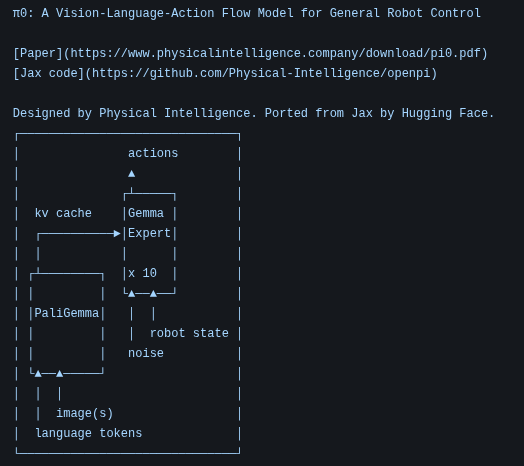 π0: A Vision-Language-Action Flow Model for General Robot Control
[Paper](https://www.physicalintelligence.company/download/pi0.pdf)
[Jax code](https://github.com/Physical-Intelligence/openpi)
Designed by Physical Intelligence. Ported from Jax by Hugging Face.
actions
kv cache Gemma
Expert
x 10
PaliGemma
robot state
noise
image(s)
language tokens